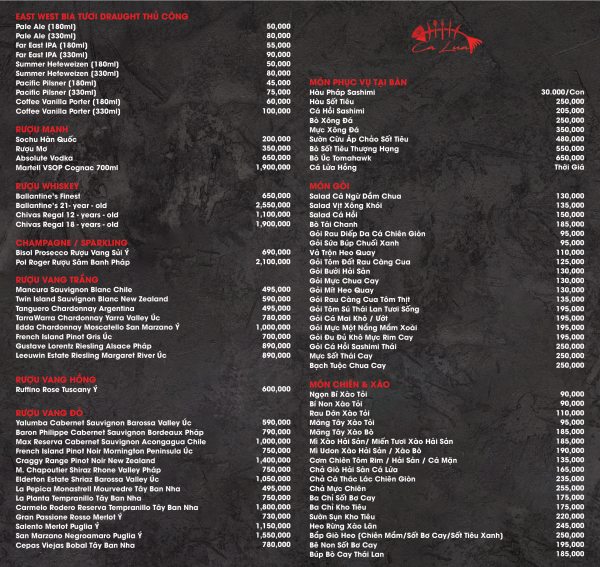 EAST WEST BIA TƯƠI DRAUGHT THỦ CÔNG
Pale Ale (180ml) 50,000
Pale Ale (330ml) 80,000
Far East IPA (180ml) 55,000
Far East IPA (330ml) 90,000
Summer Hefeweizen (180ml) 50,000
Summer Hefeweizen (330ml) 80,000
Pacific Pilsner (180ml) 45,000
Pacific Pilsner (330ml) 75,000
Coffee Vanilla Porter (180ml) 60,000
Coffee Vanilla Porter (330ml) 100,000
RƯỢU MẠNH
Sochu Hàn Quốc 200,000
Rượu Mơ 350,000
Absolute Vodka 650,000
Martell VSOP Cognac 700ml 1,900,000
RƯỢU WHISKEY
Ballantine's Finest 650,000
Ballantine's 21- year - old 2,550,000
Chivas Regal 12 - years - old 1,100,000
Chivas Regal 18 - years - old 1,900,000
CHAMPAGNE / SPARKLING
Bisol Prosecco Rượu Vang Sủi Ý 690,000
Pol Roger Rượu Sâm Banh Pháp 2,100,000
RƯỢU VANG TRẮNG
Mancura Sauvignon Blanc Chile 495,000
Twin Island Sauvignon Blanc New Zealand 590,000
Tanguero Chardonnay Argentina 495,000
TarraWarra Chardonnay Yarra Valley Úc 780,000
Edda Chardonnay Moscatello San Marzano Ý 1,000,000
French Island Pinot Gris Úc 700,000
Gustave Lorentz Riesling Alsace Pháp 890,000
Leeuwin Estate Riesling Margaret River Úc 890,000
RƯỢU VANG HỒNG
Ruffino Rose Tuscany Ý 600,000
RƯỢU VANG ĐỎ
Yalumba Cabernet Sauvignon Barossa Valley Úc 590,000
Baron Philippe Cabernet Sauvignon Bordeaux Pháp 790,000
Max Reserva Cabernet Sauvignon Acongagua Chile 1,000,000
French Island Pinot Noir Mornington Peninsula Úc 750,000
Craggy Range Pinot Noir New Zealand 1,400,000
M. Chapoutier Shiraz Rhone Valley Pháp 750,000
Elderton Estate Shiraz Barossa Valley Úc 1,050,000
La Pepica Monastrell Mourvedre Tây Ban Nha 495,000
La Planta Tempranillo Tây Ban Nha 750,000
Carmelo Rodero Reserva Tempranillo Tây Ban Nha 1,800,000
Gran Passione Rosso Merlot Ý 730,000
Salento Merlot Puglia Ý 1,150,000
San Marzano Negroamaro Puglia Ý 1,550,000
Cepas Viejas Bobal Tây Ban Nha 780,000
Cá Lửa
MÓN PHỤC VỤ TẠI BÀN
Hàu Pháp Sashimi 30.000/Con
Hàu Sốt Tiêu 250,000
Cá Hồi Sashimi 205,000
Bò Xông Đá 250,000
Mực Xông Đá 350,000
Sườn Cừu Áp Chảo Sốt Tiêu 480,000
Bò Sốt Tiêu Thượng Hạng 550,000
Bò Úc Tomahawk 650,000
Cá Lửa Hồng Thời Giá
MÓN GỎI
Salad Cá Ngừ Dầm Chua 130,000
Salad Vịt Xông Khói 135,000
Salad Cá Hồi 150,000
Bò Tái Chanh 185,000
Gỏi Rau Diếp Da Cá Chiên Giòn 95,000
Gỏi Sứa Búp Chuối Xanh 95,000
Vả Trộn Heo Quay 110,000
Gỏi Tôm Đất Rau Càng Cua 125,000
Gỏi Bưởi Hải Sản 130,000
Gỏi Mực Chua Cay 130,000
Gỏi Mít Heo Quay 130,000
Gỏi Rau Càng Cua Tôm Thịt 135,000
Gỏi Tôm Sú Thái Lan Tươi Sống 195,000
Gỏi Cá Mai Khô / Ướt 195,000
Gỏi Mực Một Nắng Mầm Xoài 195,000
Gỏi Đu Đủ Khô Mực Rim Cay 195,000
Gỏi Cá Hồi Sashimi Thái 250,000
Mực Sốt Thái Cay 250,000
Bạch Tuộc Chua Cay 250,000
MÓN CHIÊN & XÀO
Ngọn Bí Xào Tỏi 90,000
Bí Non Xào Tỏi 90,000
Rau Dớn Xào Tỏi 110,000
Măng Tây Xào Tỏi 95,000
Măng Tây Xào Bò 185,000
Mì Xào Hải Sản/ Miến Tươi Xào Hải Sản 185,000
Mì Udon Xào Hải Sản / Xào Bò 190,000
Cơm Chiên Tôm Rim / Hải Sản / Cá Mặn 135,000
Chả Giò Hải Sản Cá Lửa 165,000
Chả Cá Thác Lác Chiên Giòn 235,000
Chả Mực Chiên 255,000
Ba Chỉ Sốt Bơ Cay 175,000
Ba Chỉ Kho Tiêu 175,000
Sườn Sụn Kho Tiêu 220,000
Heo Rừng Xào Lăn 245,000
Bắp Giò Heo (Chiên Mắm/Sốt Bơ Cay/Sốt Tiêu Xanh) 250,000
Bê Non Sốt Bơ Cay 195,000
Búp Bò Cay Thái Lan 185,000